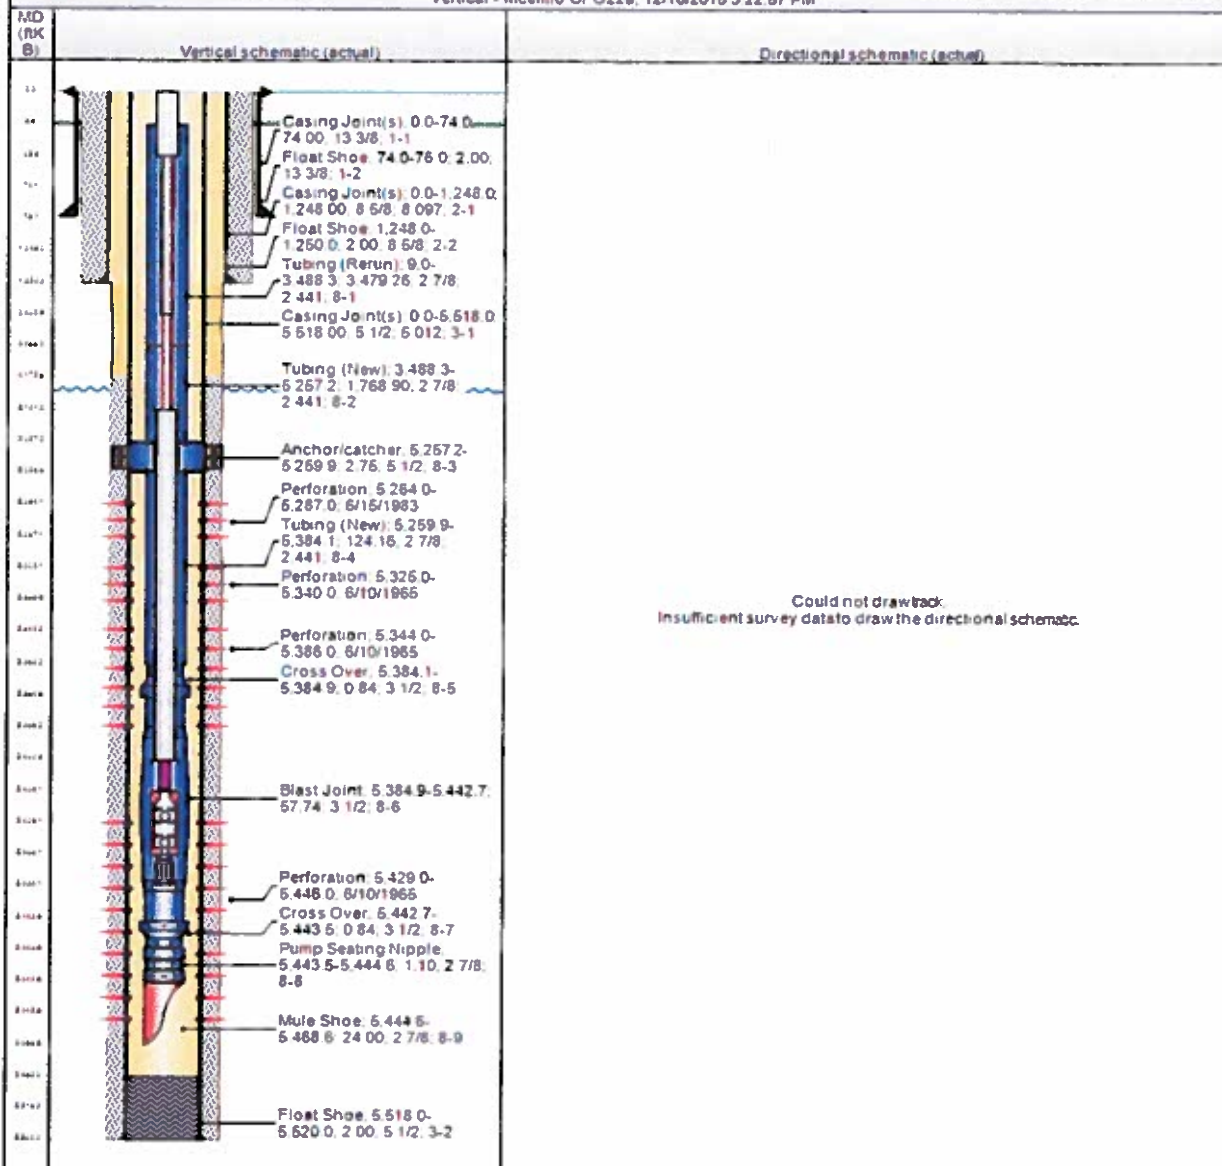 MD
(ftK
B)
Vertical schematic (actual)
Directional schematic (actual)
Casing Joint(s); 0.0-74.0;
74.00; 13 3/8; 1-1
Float Shoe; 74.0-76.0; 2.00;
13 3/8; 1-2
Casing Joint(s); 0.0-1,248.0;
1,248.00; 8 5/8; 8.097; 2-1
Float Shoe; 1,248.0-
1,250.0; 2.00; 8 5/8; 2-2
Tubing (Rerun); 9.0-
3,488.3; 3,479.26; 2 7/8;
2.441; 8-1
Casing Joint(s); 0.0-5,518.0;
5,518.00; 5 1/2; 5.012; 3-1
Tubing (New); 3,488.3-
5,257.2; 1,768.90; 2 7/8;
2.441; 8-2
Anchor/catcher; 5,257.2-
5,259.9; 2.75; 5 1/2; 8-3
Perforation; 5,264.0-
5,287.0; 6/15/1983
Tubing (New); 5,259.9-
5,384.1; 124.16; 2 7/8;
2.441; 8-4
Perforation; 5,325.0-
5,340.0; 6/10/1965
Perforation; 5,344.0-
5,386.0; 6/10/1965
Cross Over; 5,384.1-
5,384.9; 0.84; 3 1/2; 8-5
Could not draw track.
Insufficient survey data to draw the directional schematic.
Blast Joint; 5,384.9-5,442.7;
57.74; 3 1/2; 8-6
Perforation; 5,429.0-
5,446.0; 6/10/1965
Cross Over; 5,442.7-
5,443.5; 0.84; 3 1/2; 8-7
Pump Seating Nipple;
5,443.5-5,444.6; 1.10; 2 7/8;
8-8
Mule Shoe; 5,444.6-
5,468.6; 24.00; 2 7/8; 8-9
Float Shoe; 5,518.0-
5,520.0; 2.00; 5 1/2; 3-2